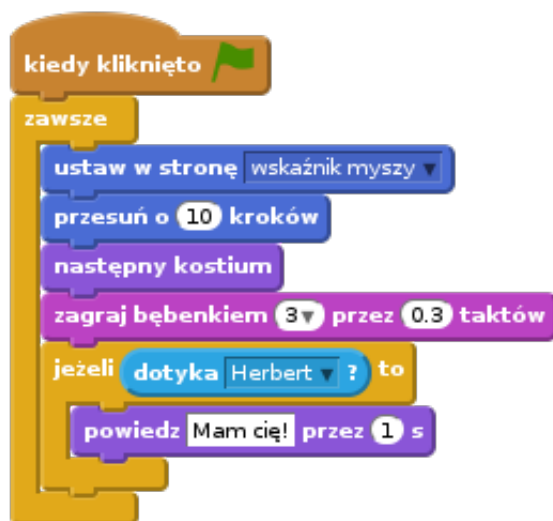 kiedy kliknięto
zawsze
ustaw w stronę wskaźnik myszy
przesuń o 10 kroków
następny kostium
zagraj bębenkiem 3 przez 0.3 taktów
jeżeli dotyka Herbert ? to
powiedz Mam cię! przez 1 s